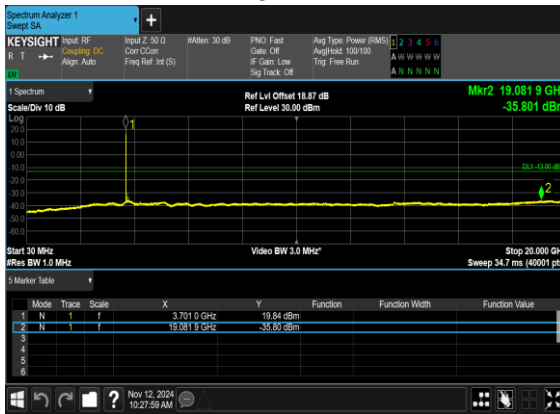 Spectrum Analyzer 1
Swept SA
KEYSIGHT Input: RF Input Z: 50 Ω #Atten: 30 dB PNO: Fast Avg Type: Power (RMS) 1 2 3 4 5 6
R T Coupling: DC Corr CCorr Gate: Off Avg|Hold: 100/100 A W W W W W
Align: Auto Freq Ref: Int (S) IF Gain: Low Trig: Free Run
LXI Sig Track: Off A N N N N N
1 Spectrum Ref Lvl Offset 18.87 dB Mkr2 19.081 9 GH
Scale/Div 10 dB Ref Level 30.00 dBm -35.801 dBr
Log
20.0
10.0
0.00
-10.0
-20.0
-30.0
-40.0
-50.0
-60.0
1
DL1 -13.00 dB
2
Start 30 MHz Video BW 3.0 MHz* Stop 20.000 GH
#Res BW 1.0 MHz Sweep 34.7 ms (40001 pt
5 Marker Table
Mode Trace Scale X Y Function Function Width Function Value
1 N 1 f 3.701 0 GHz 19.84 dBm
2 N 1 f 19.081 9 GHz -35.80 dBm
3
4
5
6
? Nov 12, 2024
10:27:59 AM